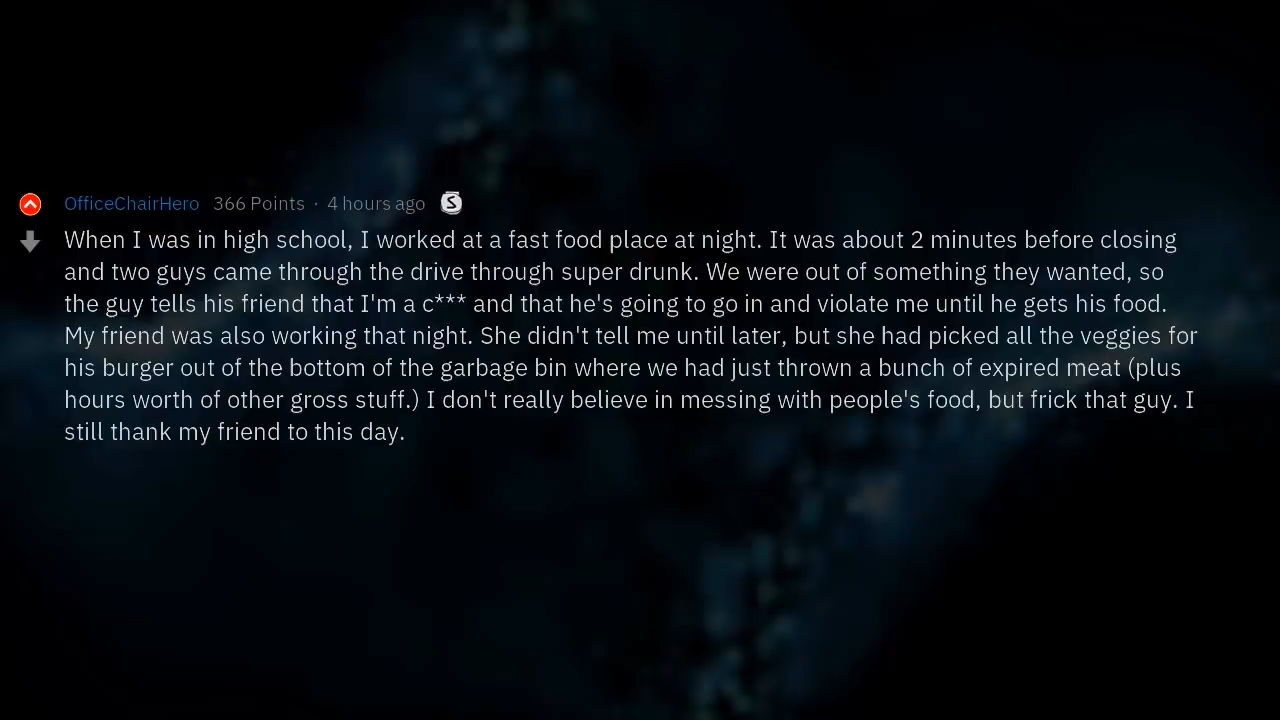 OfficeChairHero 366 Points · 4 hours ago S
When I was in high school, I worked at a fast food place at night. It was about 2 minutes before closing
and two guys came through the drive through super drunk. We were out of something they wanted, so
the guy tells his friend that I'm a c*** and that he's going to go in and violate me until he gets his food.
My friend was also working that night. She didn't tell me until later, but she had picked all the veggies for
his burger out of the bottom of the garbage bin where we had just thrown a bunch of expired meat (plus
hours worth of other gross stuff.) I don't really believe in messing with people's food, but frick that guy. I
still thank my friend to this day.